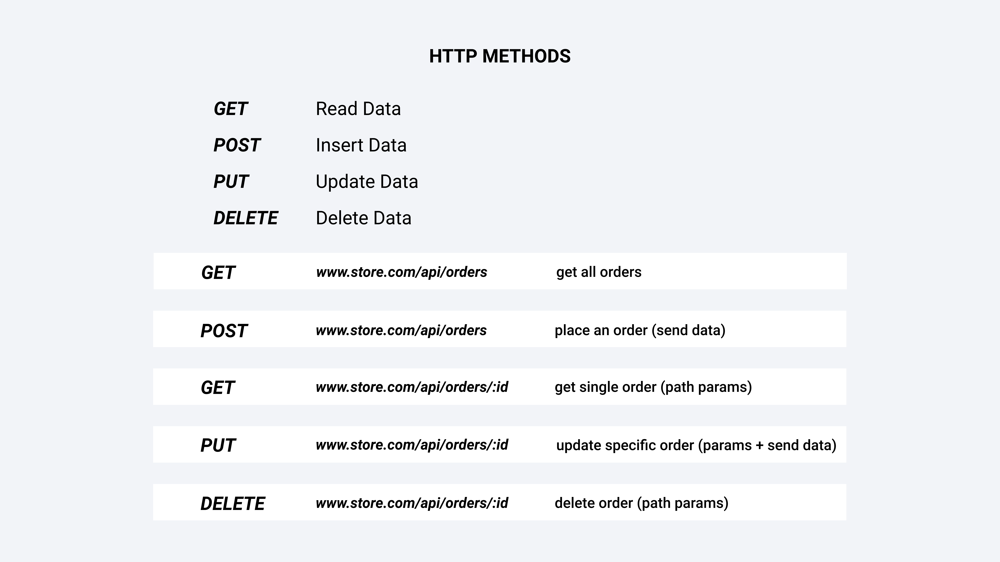 HTTP METHODS
GET Read Data
POST Insert Data
PUT Update Data
DELETE Delete Data
GET www.store.com/api/orders get all orders
POST www.store.com/api/orders place an order (send data)
GET www.store.com/api/orders/:id get single order (path params)
PUT www.store.com/api/orders/:id update specific order (params + send data)
DELETE www.store.com/api/orders/:id delete order (path params)